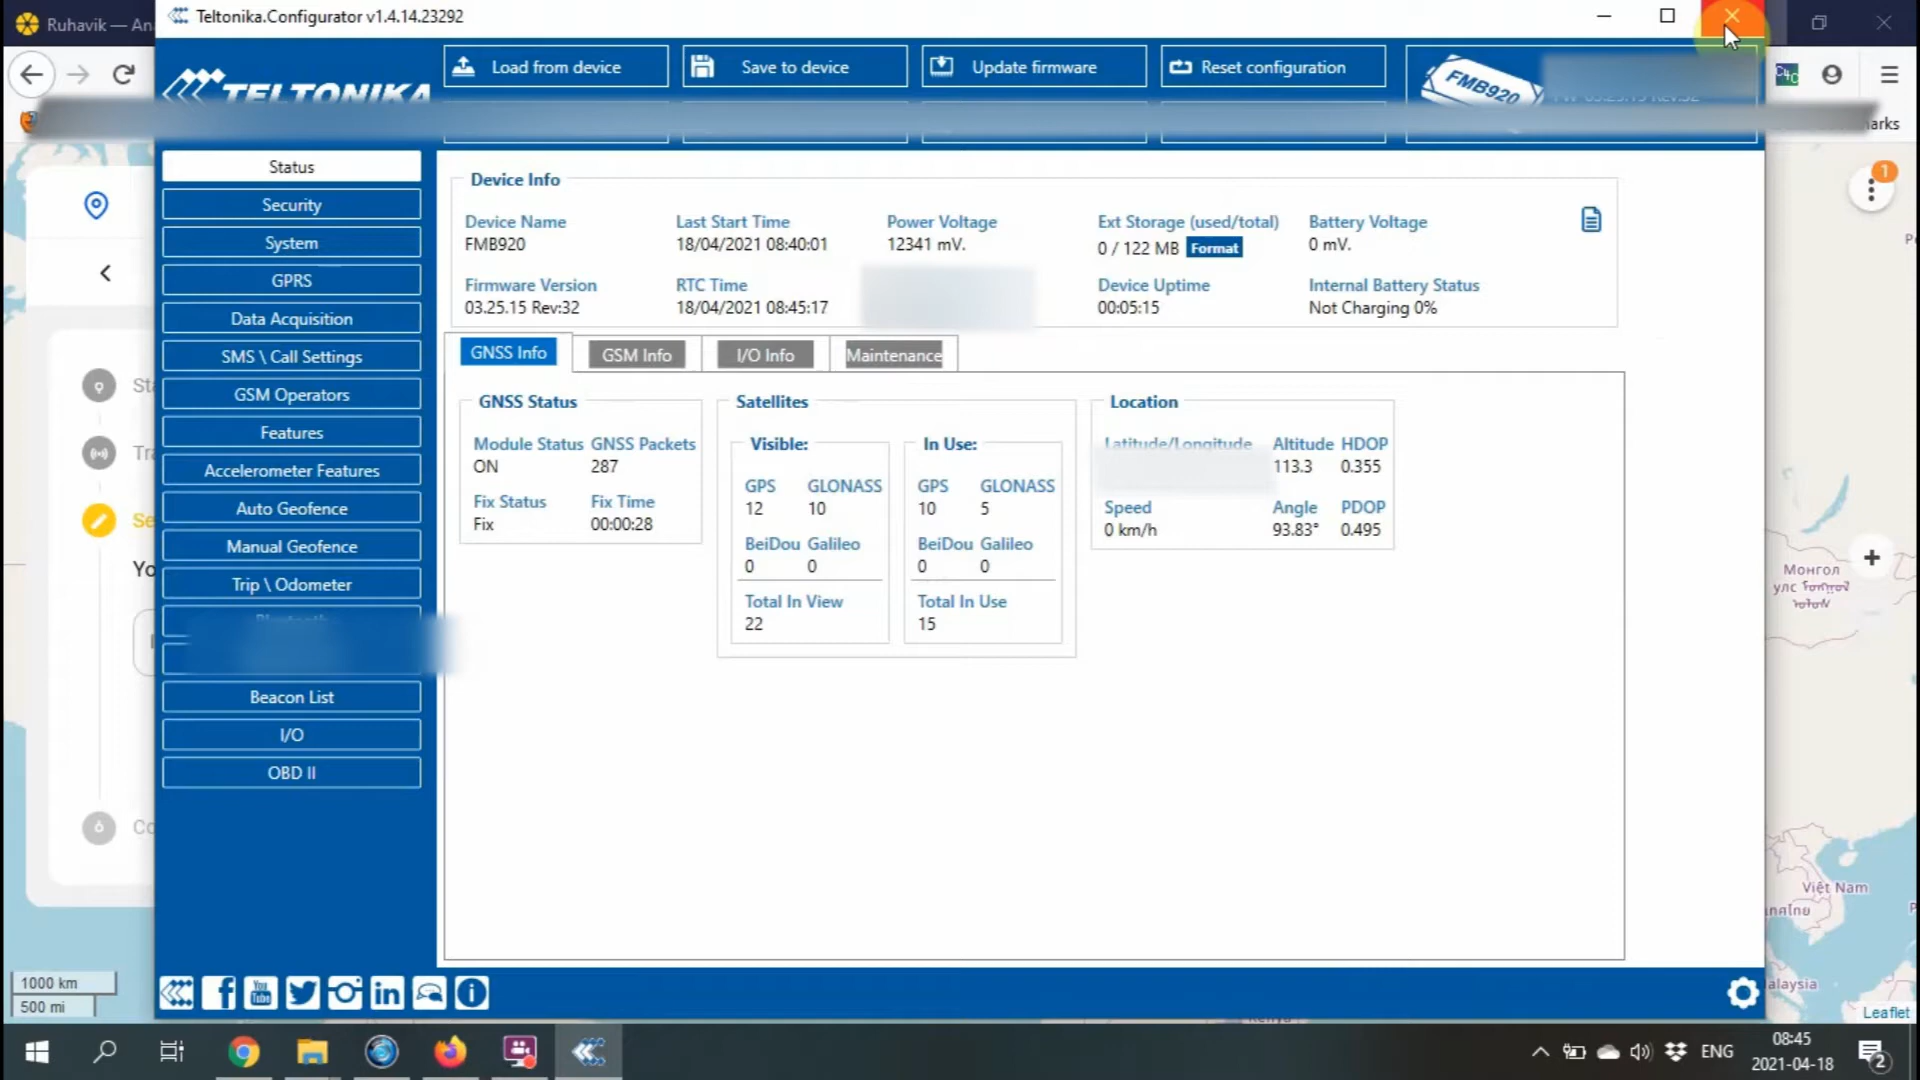 Ruhavik — An
Teltonika.Configurator v1.4.14.23292
Load from device
Save to device
Update firmware
Reset configuration
TELTONIKA
FMB920
arks
Status
Security
System
GPRS
Data Acquisition
SMS \ Call Settings
GSM Operators
Features
Accelerometer Features
Auto Geofence
Manual Geofence
Trip \ Odometer
Beacon List
I/O
OBD II
Device Info
Device Name
FMB920
Last Start Time
18/04/2021 08:40:01
Power Voltage
12341 mV.
Ext Storage (used/total)
0 / 122 MB Format
Battery Voltage
0 mV.
Firmware Version
03.25.15 Rev:32
RTC Time
18/04/2021 08:45:17
Device Uptime
00:05:15
Internal Battery Status
Not Charging 0%
GNSS Info
GSM Info
I/O Info
Maintenance
GNSS Status
Module Status
ON
GNSS Packets
287
Fix Status
Fix
Fix Time
00:00:28
Satellites
Visible:
GPS
12
GLONASS
10
BeiDou
0
Galileo
0
Total In View
22
In Use:
GPS
10
GLONASS
5
BeiDou
0
Galileo
0
Total In Use
15
Location
Latitude/Longitude
Altitude
113.3
HDOP
0.355
Speed
0 km/h
Angle
93.83°
PDOP
0.495
1
Sta
Tra
Se
Yo
Co
+
Монгол
улс
Việt Nam
alaysia
Leaflet
1000 km
500 mi
You
Tube
ENG
08:45
2021-04-18
2